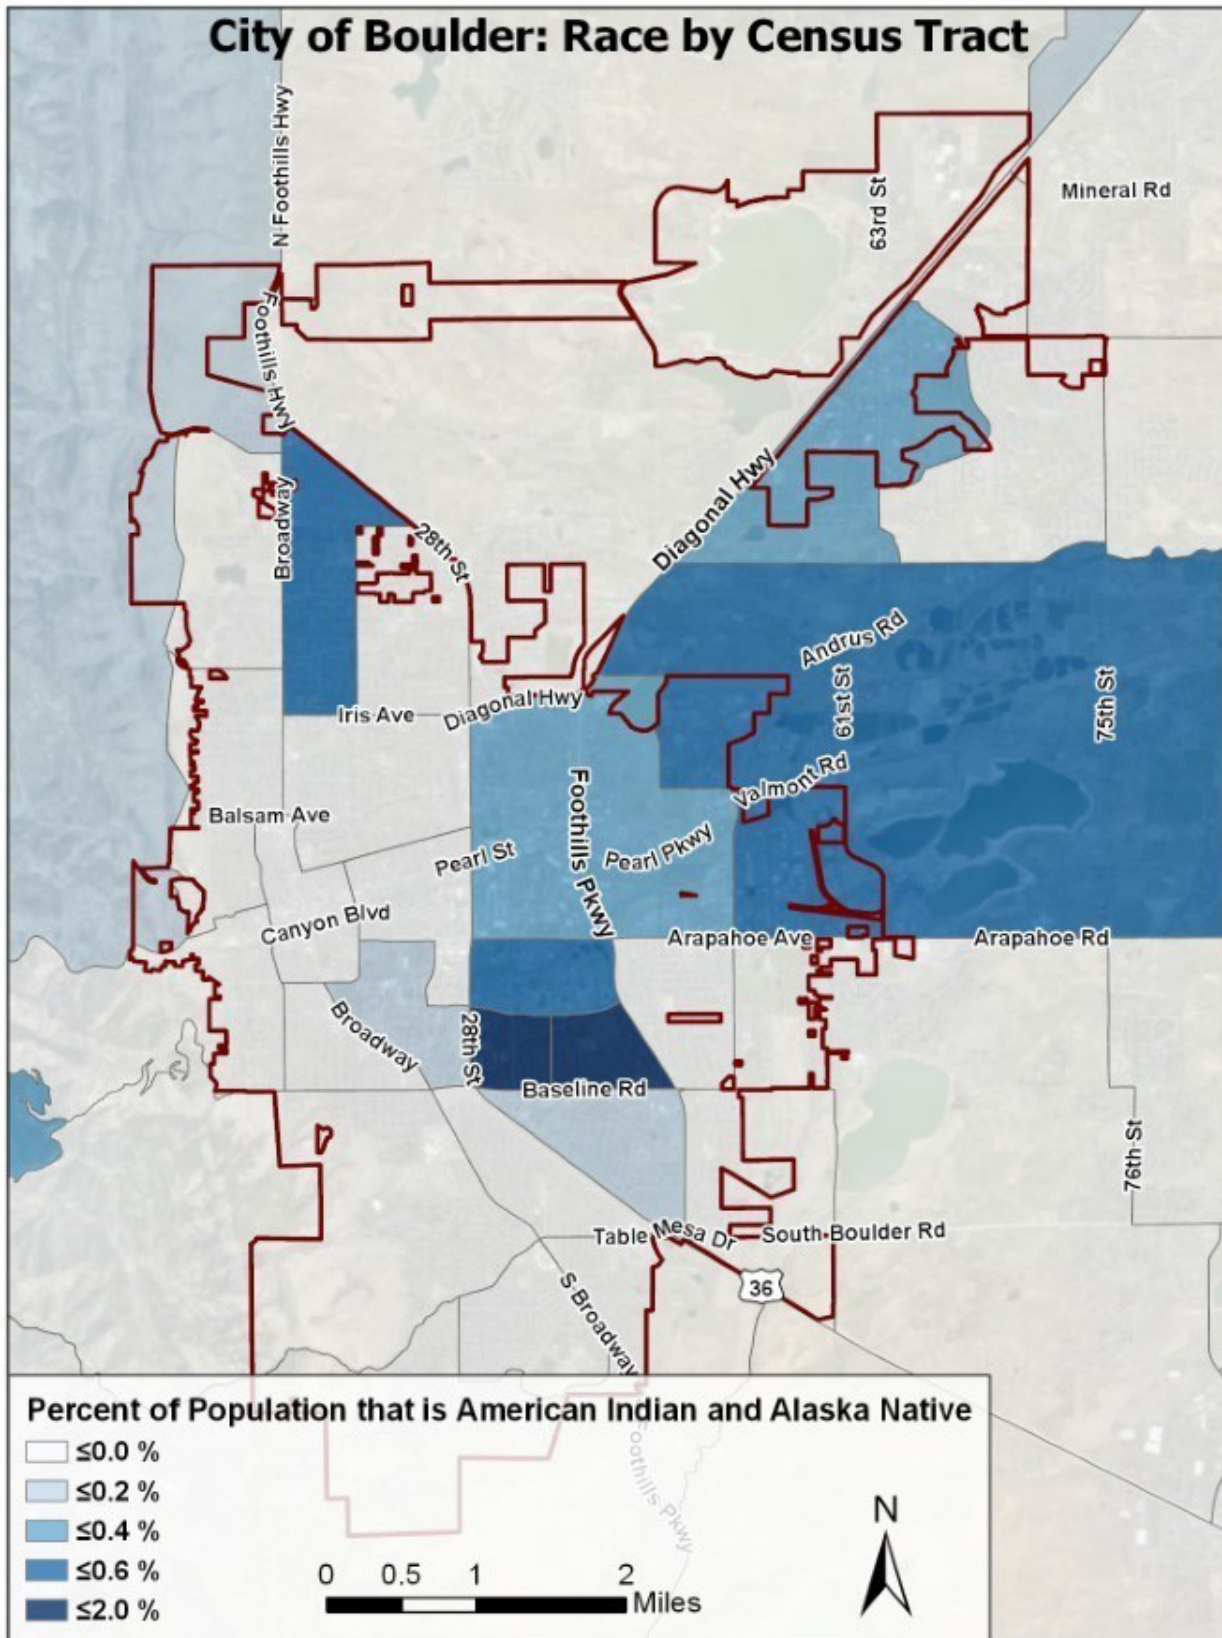 City of Boulder: Race by Census Tract
N Foothills Hwy
63rd St
Mineral Rd
Foothills Hwy
Broadway
28th St
Diagonal Hwy
Andrus Rd
61st St
75th St
Iris Ave
Diagonal Hwy
Valmont Rd
Balsam Ave
Foothills Pkwy
Pearl St
Pearl Pkwy
Canyon Blvd
Arapahoe Ave
Arapahoe Rd
Broadway
28th St
Baseline Rd
76th St
Table Mesa Dr
South Boulder Rd
36
S Broadway
Foothills Pkwy
Percent of Population that is American Indian and Alaska Native
≤0.0 %
≤0.2 %
≤0.4 %
≤0.6 %
≤2.0 %
0 0.5 1 2
Miles
N